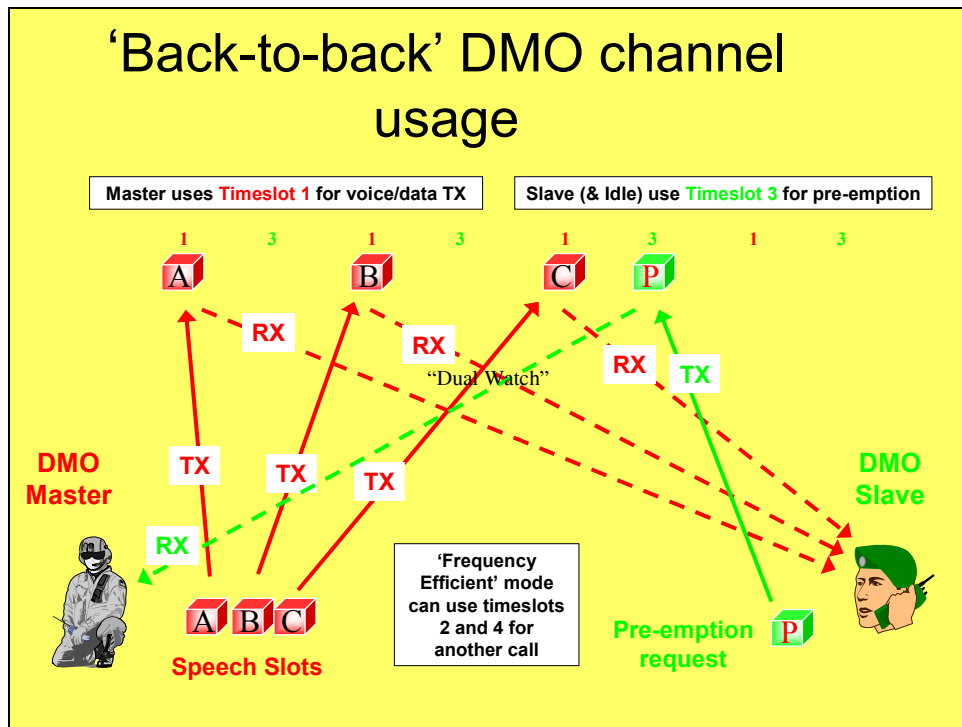 ‘Back-to-back’ DMO channel
usage
Master uses Timeslot 1 for voice/data TX
Slave (& Idle) use Timeslot 3 for pre-emption
1 3 1 3 1 3 1 3
A B C P
RX RX RX TX
“Dual Watch”
TX TX TX
DMO
Master
DMO
Slave
RX
‘Frequency
Efficient’ mode
can use timeslots
2 and 4 for
another call
A B C
Speech Slots
Pre-emption
request
P